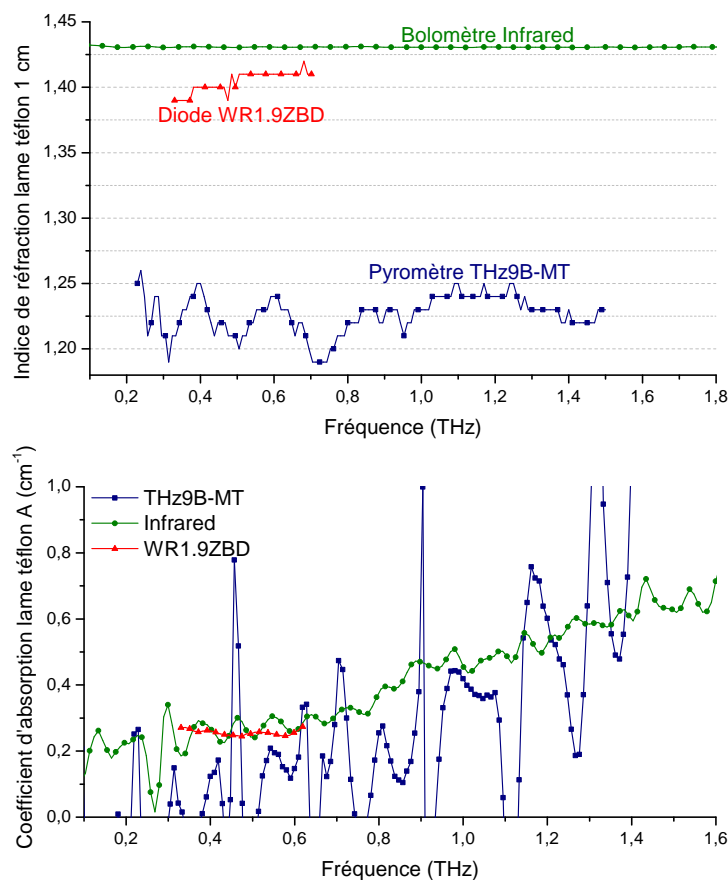 1,45
1,40
1,35
1,30
1,25
1,20
Indice de réfraction lame téflon 1 cm
Bolomètre Infrared
Diode WR1.9ZBD
Pyromètre THz9B-MT
0,2 0,4 0,6 0,8 1,0 1,2 1,4 1,6 1,8
Fréquence (THz)
1,0
0,8
0,6
0,4
0,2
0,0
Coefficient d'absorption lame téflon A (cm⁻¹)
THz9B-MT
Infrared
WR1.9ZBD
0,2 0,4 0,6 0,8 1,0 1,2 1,4 1,6
Fréquence (THz)